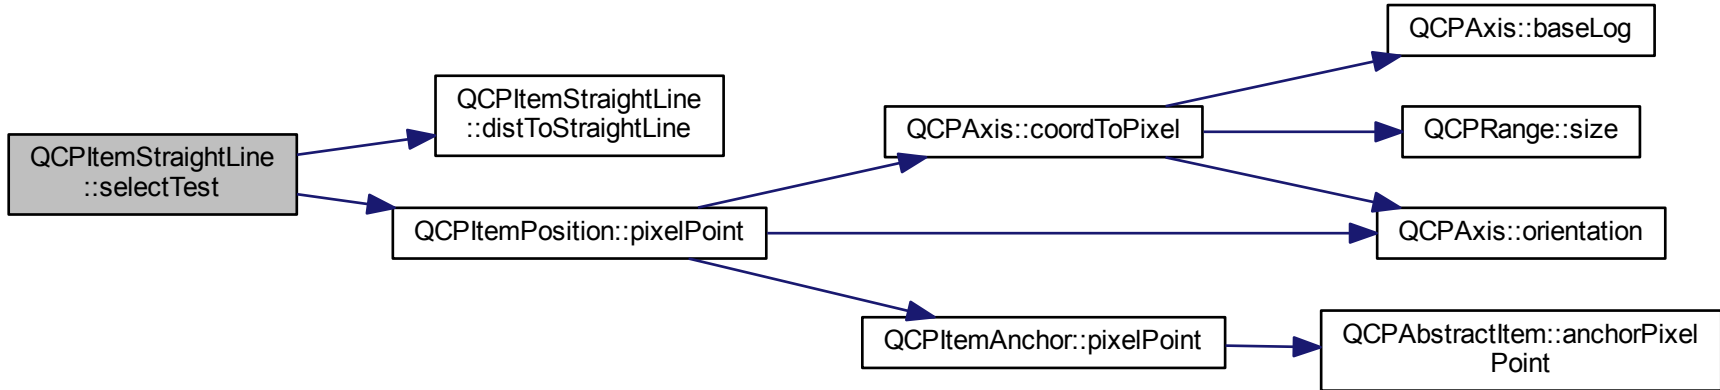 QCPItemStraightLine
::selectTest
QCPItemStraightLine
::distToStraightLine
QCPItemPosition::pixelPoint
QCPAxis::coordToPixel
QCPItemAnchor::pixelPoint
QCPAxis::baseLog
QCPRange::size
QCPAxis::orientation
QCPAbstractItem::anchorPixel
Point